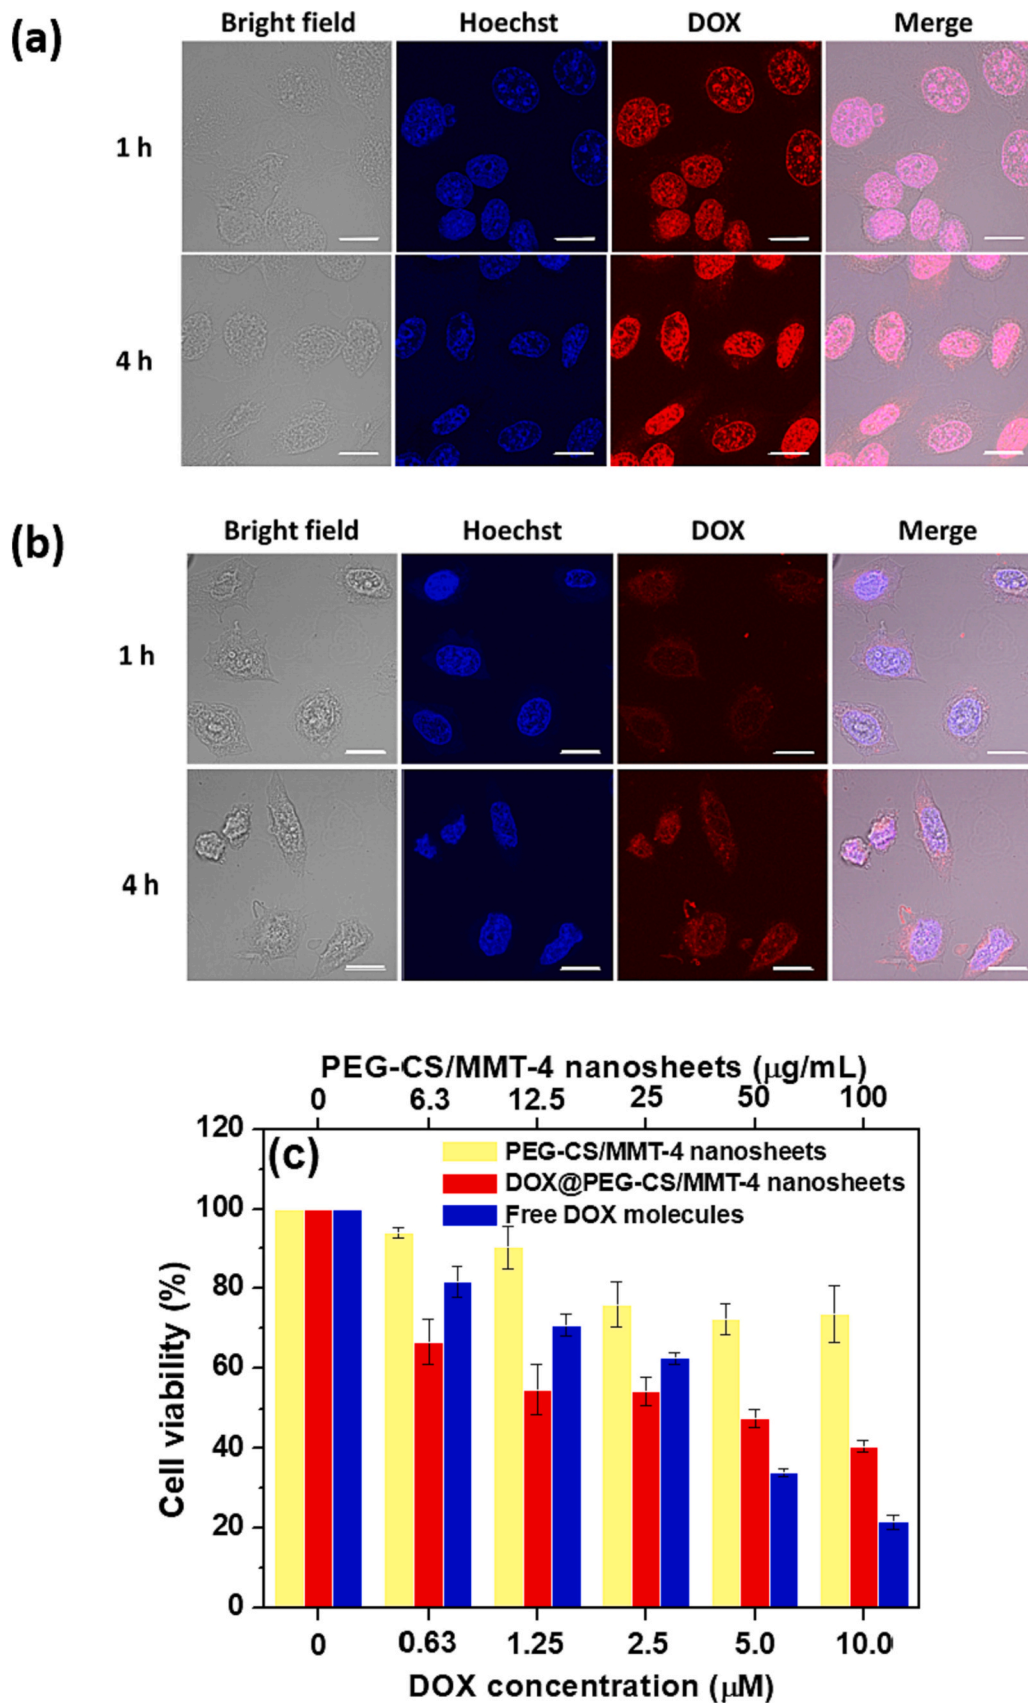 (a)
Bright field Hoechst DOX Merge
1 h
4 h
(b)
Bright field Hoechst DOX Merge
1 h
4 h
PEG-CS/MMT-4 nanosheets (μg/mL)
0 6.3 12.5 25 50 100
(c)
PEG-CS/MMT-4 nanosheets
DOX@PEG-CS/MMT-4 nanosheets
Free DOX molecules
Cell viability (%)
120
100
80
60
40
20
0
0 0.63 1.25 2.5 5.0 10.0
DOX concentration (μM)